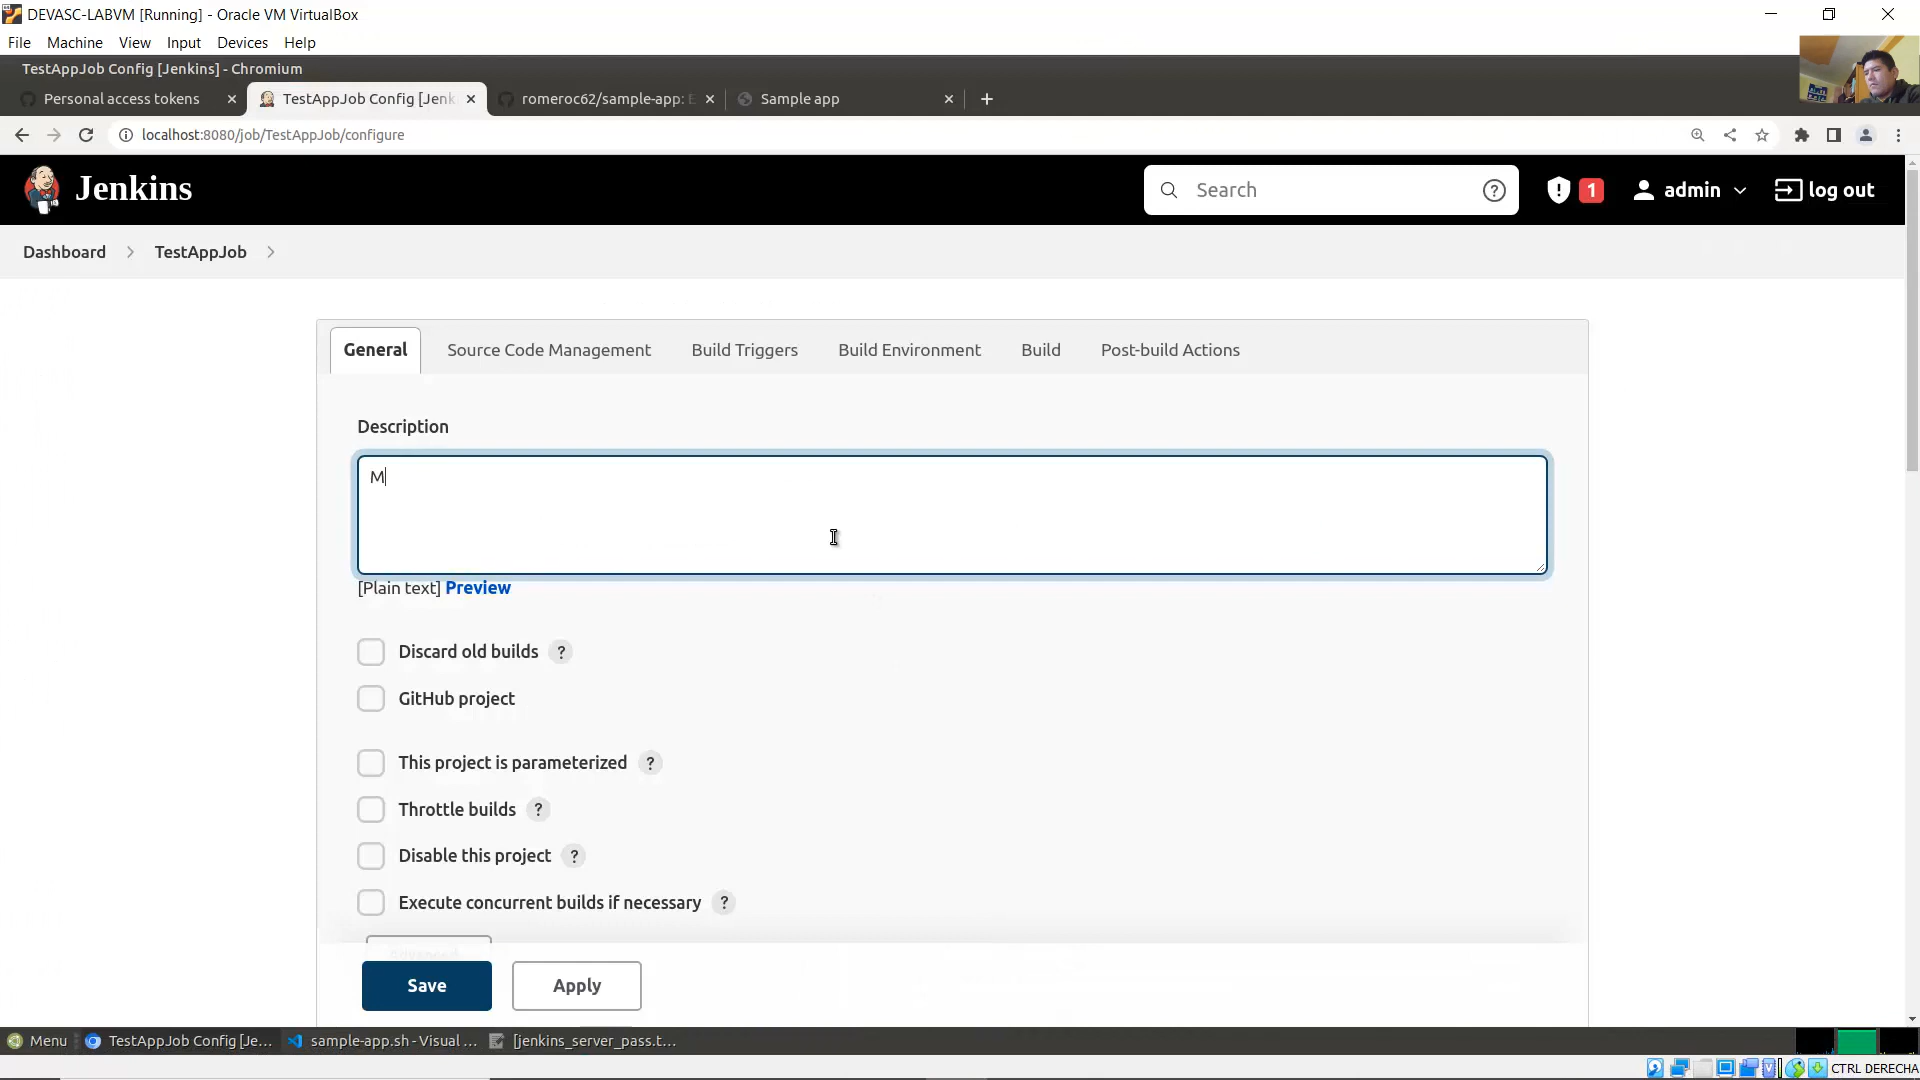 DEVASC-LABVM [Running] - Oracle VM VirtualBox
File Machine View Input Devices Help
TestAppJob Config [Jenkins] - Chromium
Personal access tokens
TestAppJob Config [Jenk
romeroc62/sample-app: E
Sample app
localhost:8080/job/TestAppJob/configure
Jenkins
Search
1
admin
log out
Dashboard
TestAppJob
General
Source Code Management
Build Triggers
Build Environment
Build
Post-build Actions
Description
M
[Plain text] Preview
Discard old builds ?
GitHub project
This project is parameterized ?
Throttle builds ?
Disable this project ?
Execute concurrent builds if necessary ?
Save
Apply
Menu
TestAppJob Config [Je...
sample-app.sh - Visual ...
[jenkins_server_pass.t...
CTRL DERECHA